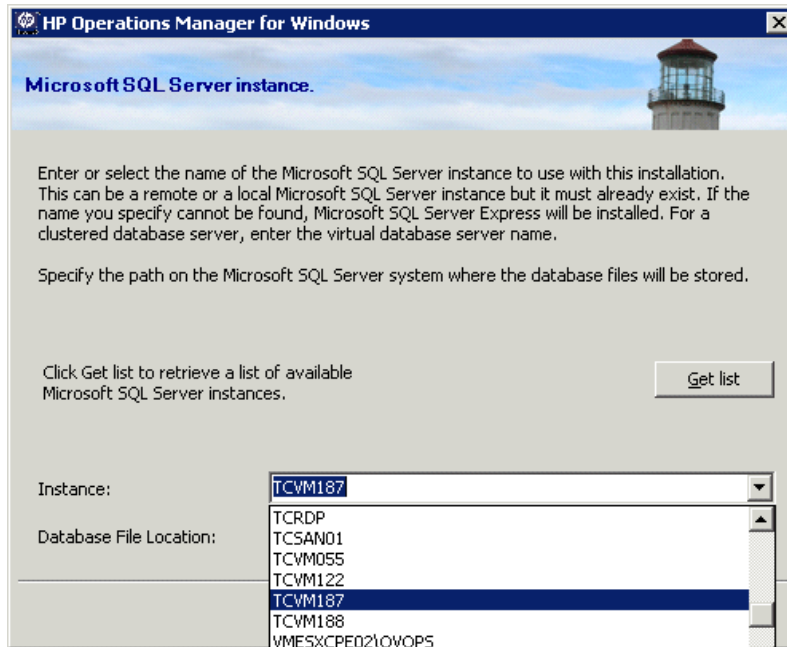 HP Operations Manager for Windows
Microsoft SQL Server instance.
Enter or select the name of the Microsoft SQL Server instance to use with this installation.
This can be a remote or a local Microsoft SQL Server instance but it must already exist. If the
name you specify cannot be found, Microsoft SQL Server Express will be installed. For a
clustered database server, enter the virtual database server name.
Specify the path on the Microsoft SQL Server system where the database files will be stored.
Click Get list to retrieve a list of available
Microsoft SQL Server instances.
Get list
Instance:
TCVM187
Database File Location:
TCRDP
TCSAN01
TCVM055
TCVM122
TCVM187
TCVM188
VMESXCPE02\OVOPS